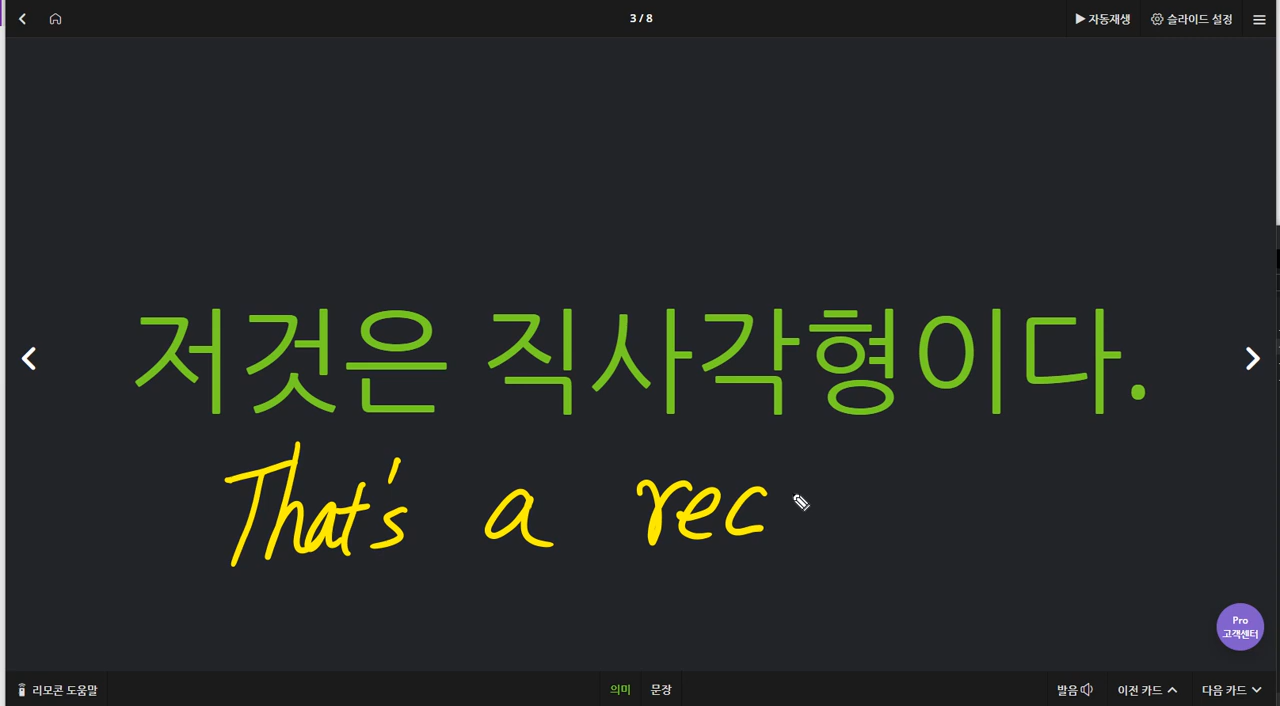 3 / 8
자동재생
슬라이드 설정
저것은 직사각형이다.
That's a rec
Pro
고객센터
리모콘 도움말
의미
문장
발음
이전 카드
다음 카드